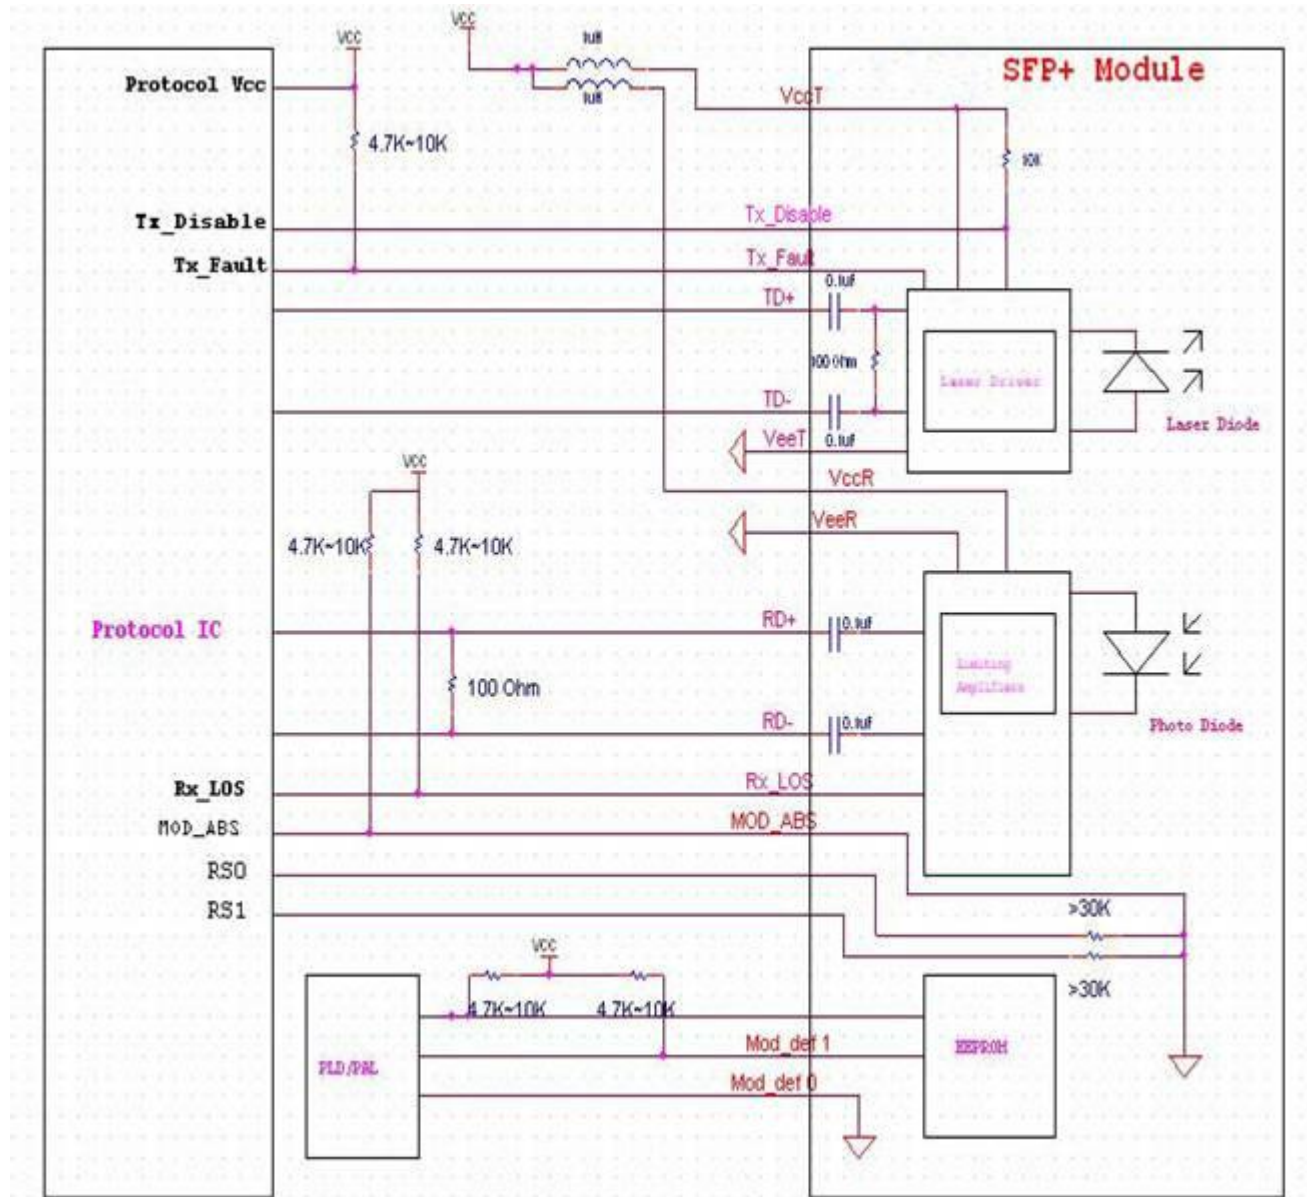 VCC
VCC
1uH
1uH
SFP+ Module
Protocol Vcc
4.7K~10K
VccT
10K
Tx_Disable
Tx_Disable
Tx_Fault
Tx_Fault
0.1uf
TD+
Laser Driver
TD-
0.1uf
VeeT
Laser Diode
VCC
VccR
VeeR
4.7K~10K
4.7K~10K
Protocol IC
RD+
0.1uf
Limiting
Amplifiers
100 Ohm
RD-
0.1uf
Photo Diode
Rx_LOS
Rx_LOS
MOD_ABS
MOD_ABS
RS0
RS1
>30K
>30K
VCC
4.7K~10K
4.7K~10K
Mod_def 1
EEPROM
PLD/PAL
Mod_def 0